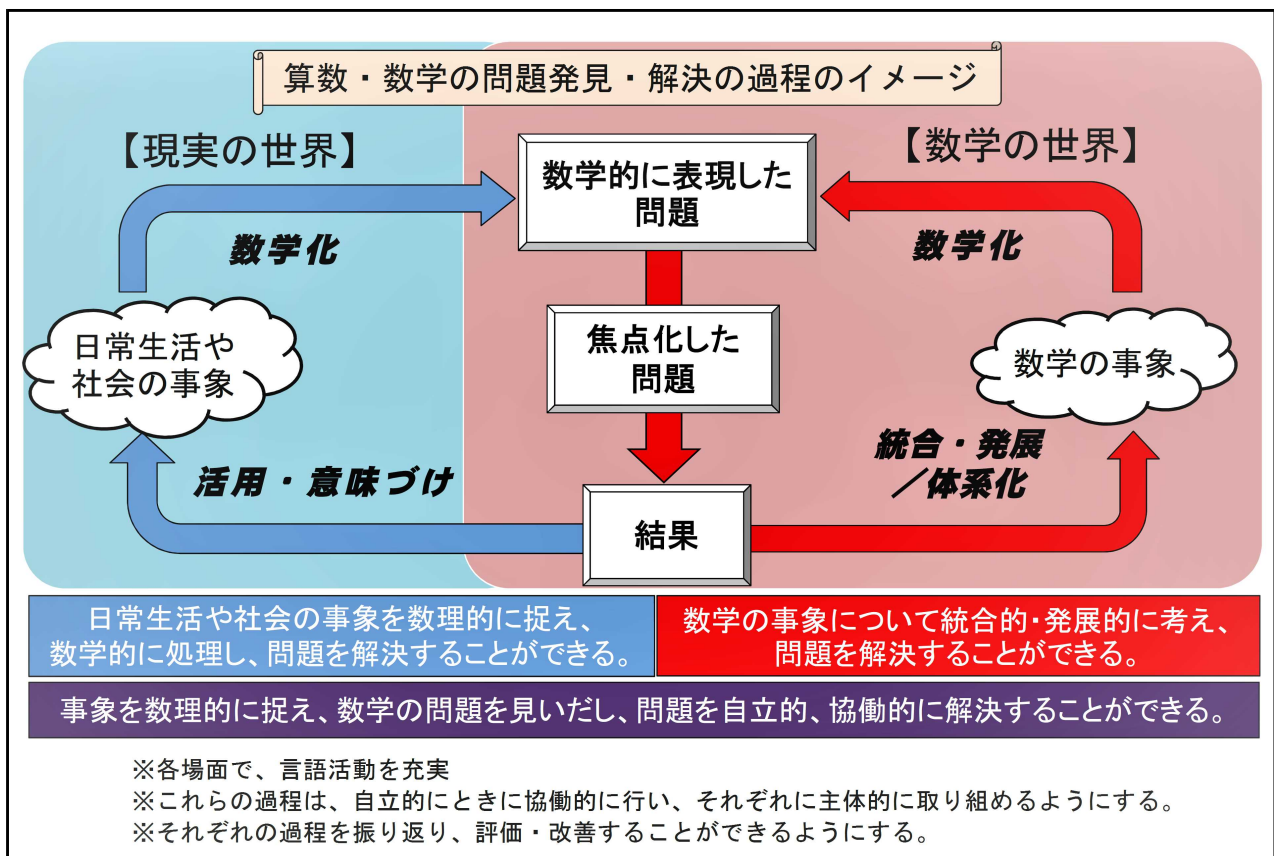 算数・数学の問題発見・解決の過程のイメージ
【現実の世界】
【数学の世界】
数学的に表現した
問題
数学化
数学化
日常生活や
社会の事象
焦点化した
問題
数学の事象
活用・意味づけ
統合・発展
／体系化
結果
日常生活や社会の事象を数理的に捉え、
数学的に処理し、問題を解決することができる。
数学の事象について統合的・発展的に考え、
問題を解決することができる。
事象を数理的に捉え、数学の問題を見いだし、問題を自立的、協働的に解決することができる。
※各場面で、言語活動を充実
※これらの過程は、自立的にときに協働的に行い、それぞれに主体的に取り組めるようにする。
※それぞれの過程を振り返り、評価・改善することができるようにする。